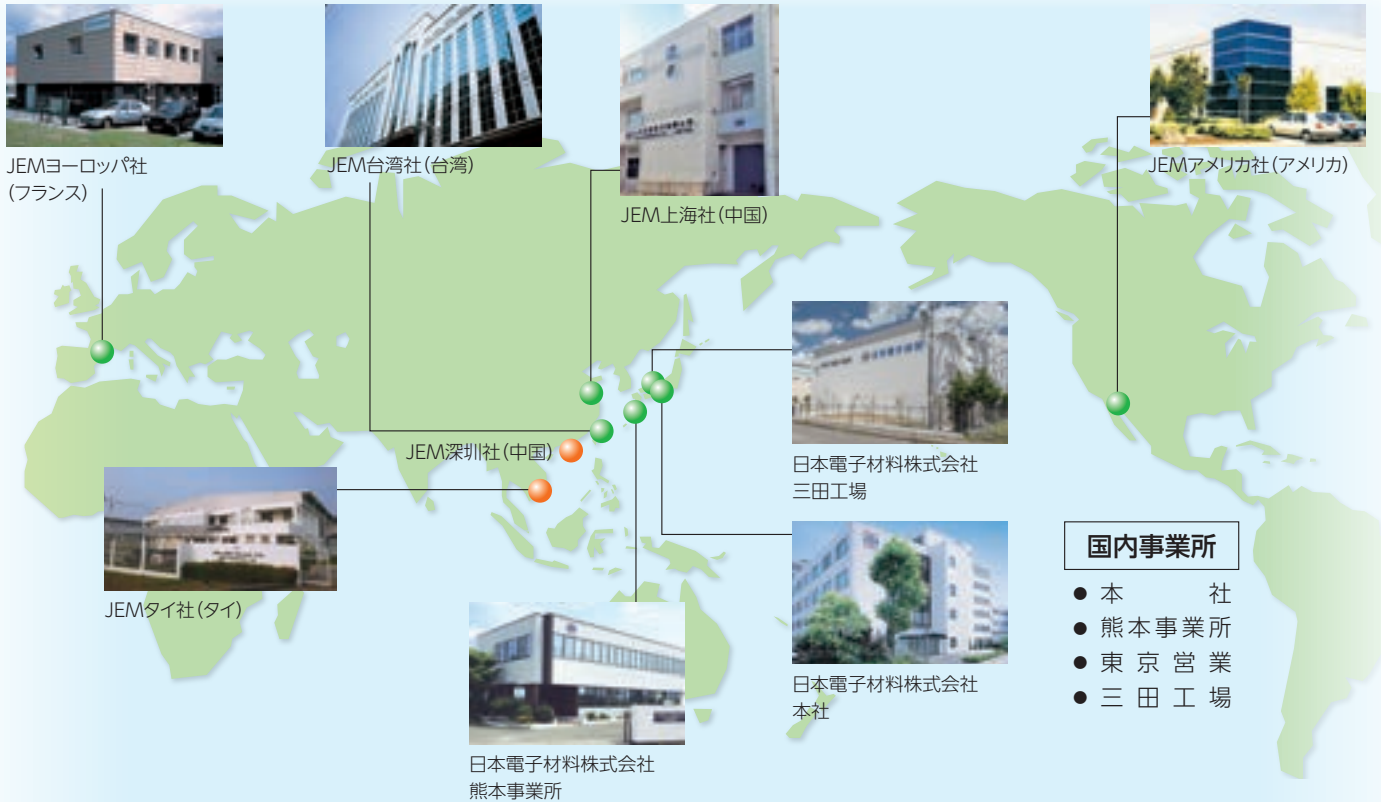 JEMヨーロッパ社
(フランス)
JEM台湾社(台湾)
JEM上海社(中国)
JEMアメリカ社(アメリカ)
JEM深圳社(中国)
JEMタイ社(タイ)
日本電子材料株式会社
三田工場
日本電子材料株式会社
本社
日本電子材料株式会社
熊本事業所
国内事業所
● 本 社
● 熊本事業所
● 東京営業
● 三田工場